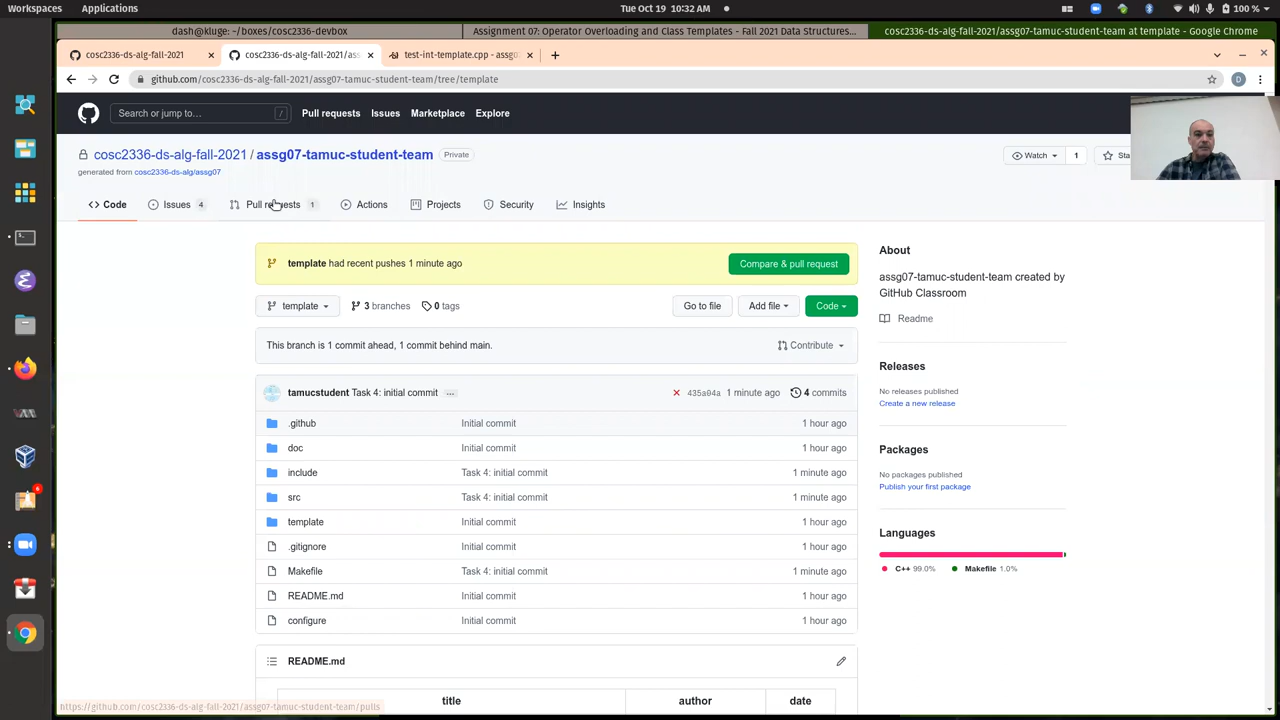 Workspaces Applications Tue Oct 19 10:32 AM 100 %
dash@kluge: ~/boxes/cosc2336-devbox Assignment 07: Operator Overloading and Class Templates - Fall 2021 Data Structures... cosc2336-ds-alg-fall-2021/assg07-tamuc-student-team at template - Google Chrome
cosc2336-ds-alg-fall-2021 cosc2336-ds-alg-fall-2021/ass test-int-template.cpp - assg0
github.com/cosc2336-ds-alg-fall-2021/assg07-tamuc-student-team/tree/template D
Search or jump to… / Pull requests Issues Marketplace Explore
cosc2336-ds-alg-fall-2021 / assg07-tamuc-student-team Private Watch 1 Sta
generated from cosc2336-ds-alg/assg07
Code Issues 4 Pull requests 1 Actions Projects Security Insights
template had recent pushes 1 minute ago Compare & pull request
template 3 branches 0 tags Go to file Add file Code
This branch is 1 commit ahead, 1 commit behind main. Contribute
tamucstudent Task 4: initial commit ... 435a04a 1 minute ago 4 commits
.github Initial commit 1 hour ago
doc Initial commit 1 hour ago
include Task 4: initial commit 1 minute ago
src Task 4: initial commit 1 minute ago
template Initial commit 1 hour ago
.gitignore Initial commit 1 hour ago
Makefile Task 4: initial commit 1 minute ago
README.md Initial commit 1 hour ago
configure Initial commit 1 hour ago
README.md
title author date
About
assg07-tamuc-student-team created by
GitHub Classroom
Readme
Releases
No releases published
Create a new release
Packages
No packages published
Publish your first package
Languages
C++ 99.0% Makefile 1.0%
https://github.com/cosc2336-ds-alg-fall-2021/assg07-tamuc-student-team/pulls